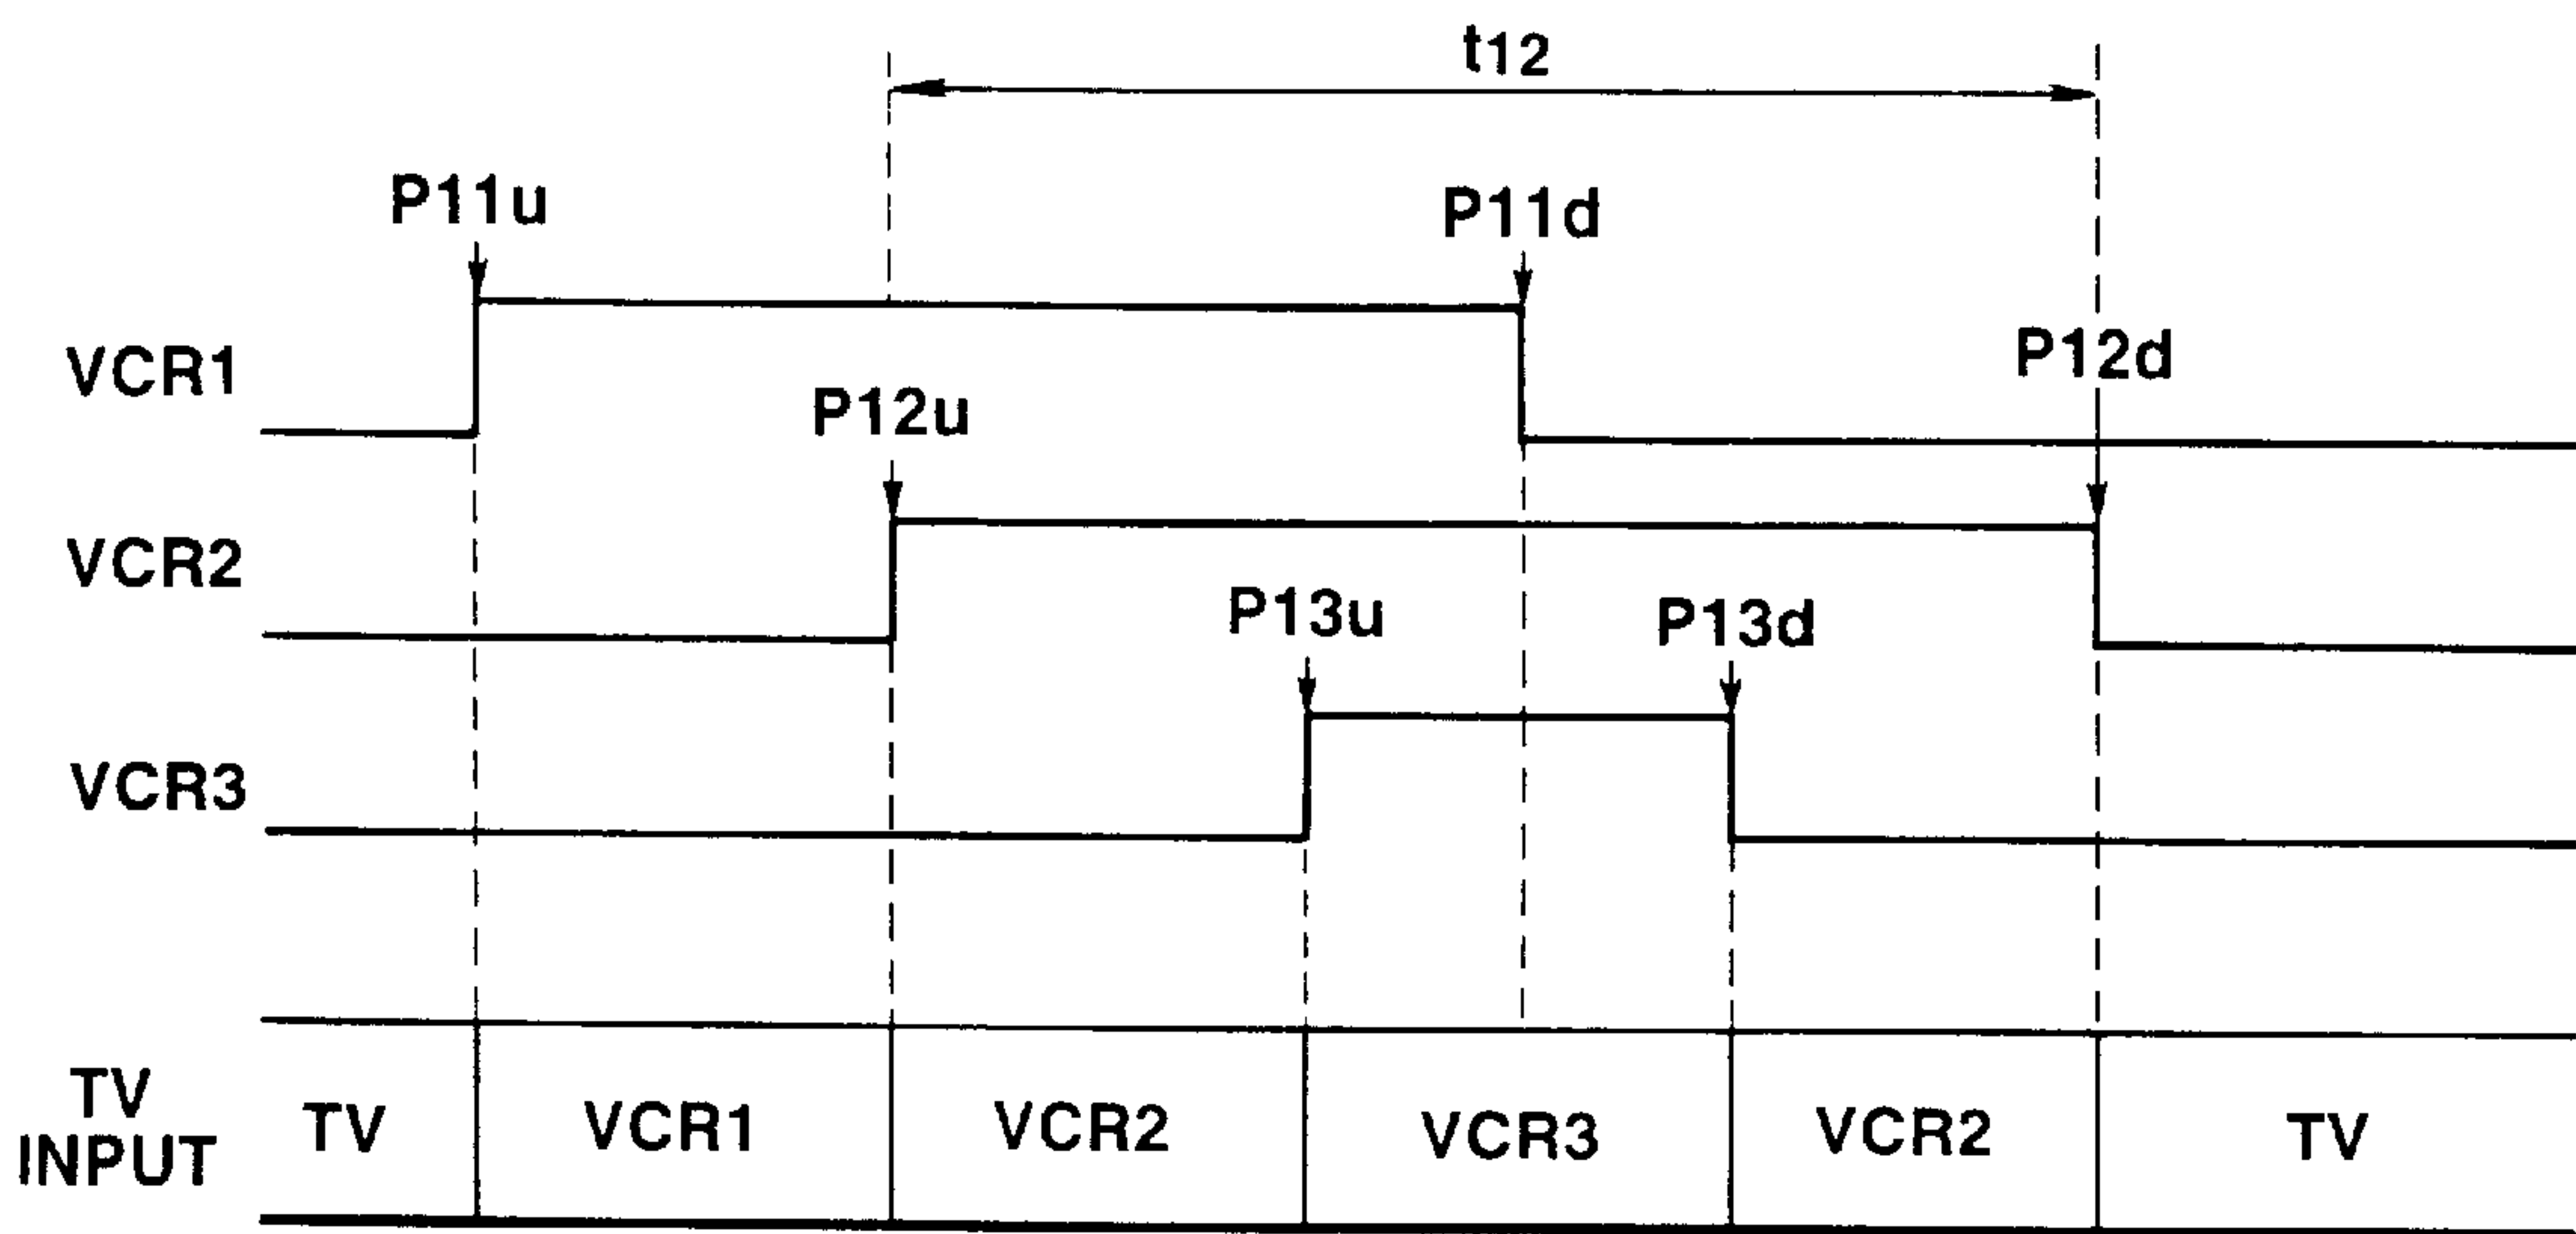 t12
P11u
P11d
VCR1
P12d
P12u
VCR2
P13u
P13d
VCR3
TV INPUT
TV
VCR1
VCR2
VCR3
VCR2
TV